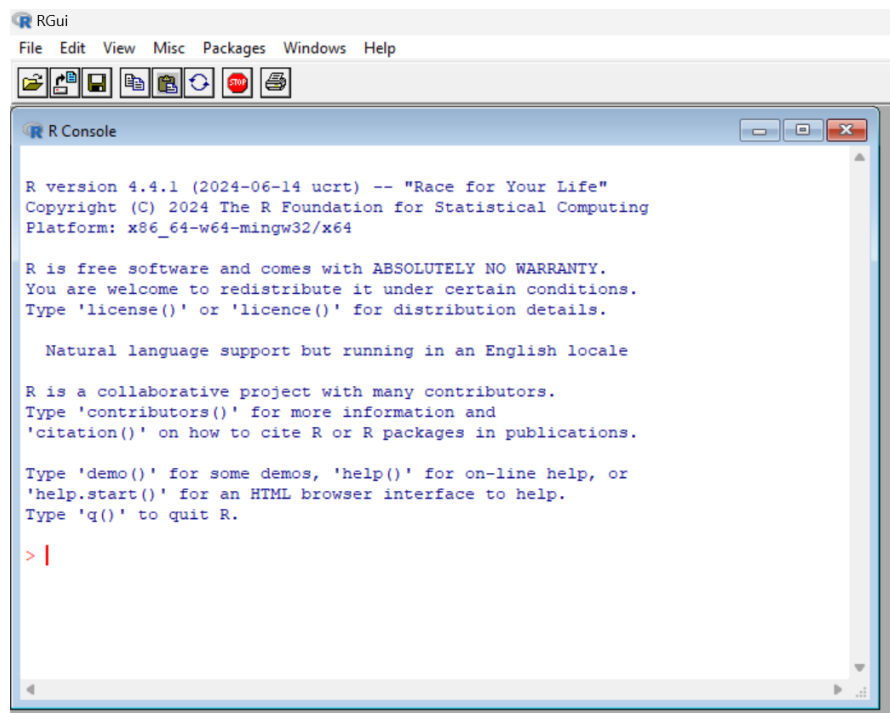 RGui
File Edit View Misc Packages Windows Help
STOP
R Console
R version 4.4.1 (2024-06-14 ucrt) -- "Race for Your Life"
Copyright (C) 2024 The R Foundation for Statistical Computing
Platform: x86_64-w64-mingw32/x64
R is free software and comes with ABSOLUTELY NO WARRANTY.
You are welcome to redistribute it under certain conditions.
Type 'license()' or 'licence()' for distribution details.
Natural language support but running in an English locale
R is a collaborative project with many contributors.
Type 'contributors()' for more information and
'citation()' on how to cite R or R packages in publications.
Type 'demo()' for some demos, 'help()' for on-line help, or
'help.start()' for an HTML browser interface to help.
Type 'q()' to quit R.
>